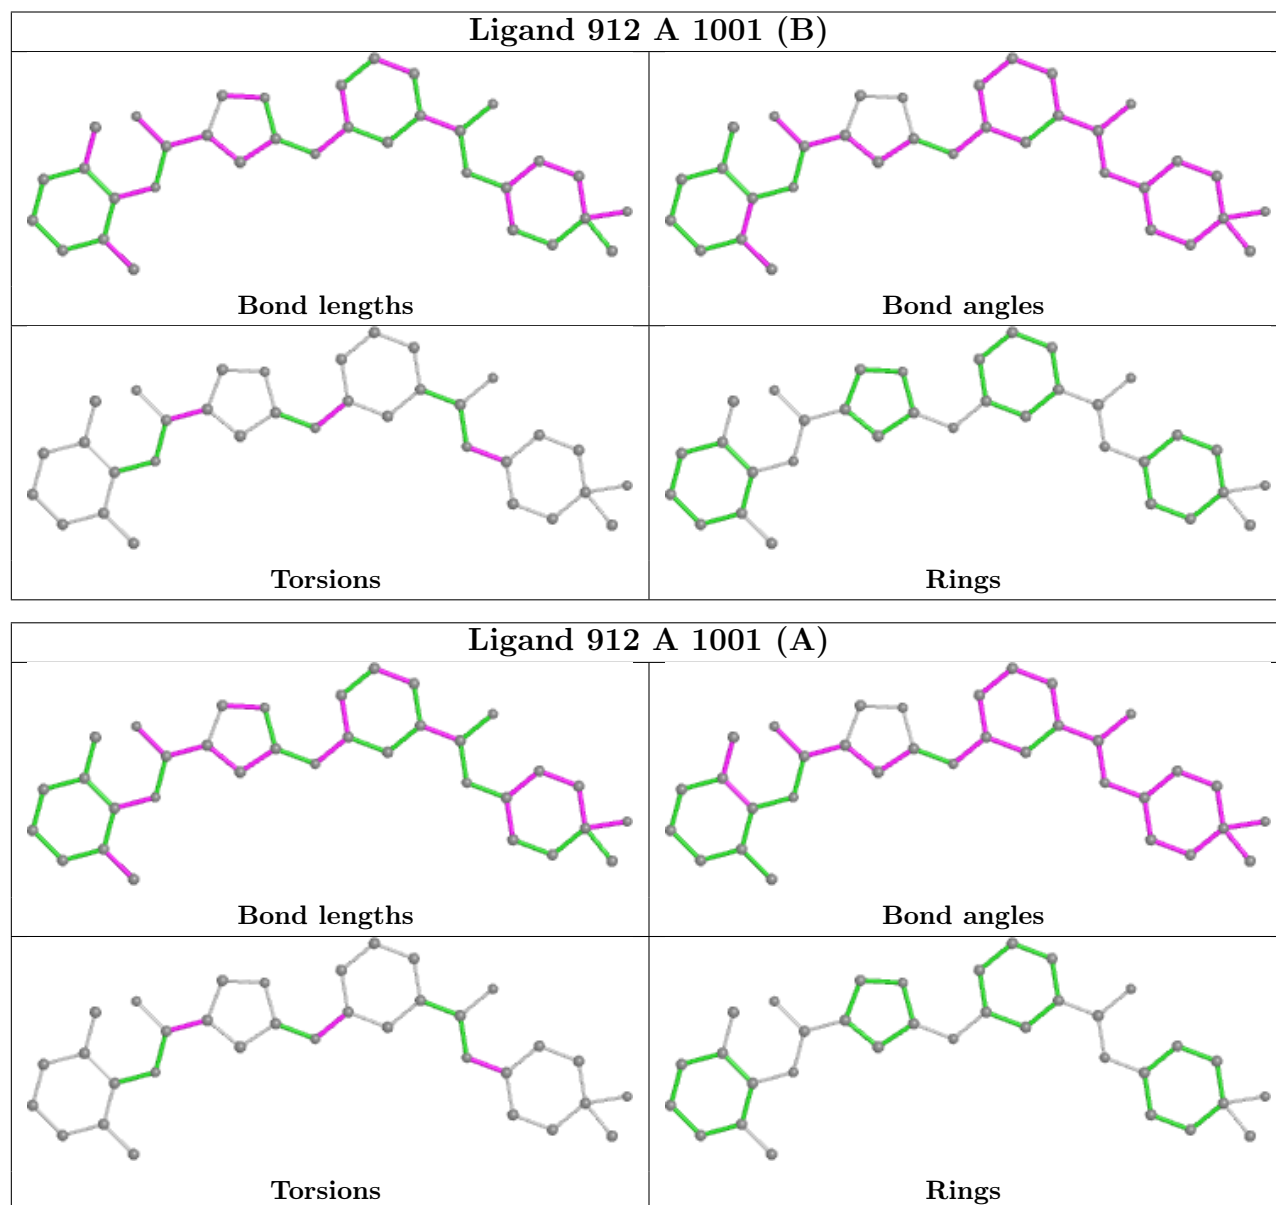 Ligand 912 A 1001 (B)
Bond lengths
Bond angles
Torsions
Rings
Ligand 912 A 1001 (A)
Bond lengths
Bond angles
Torsions
Rings